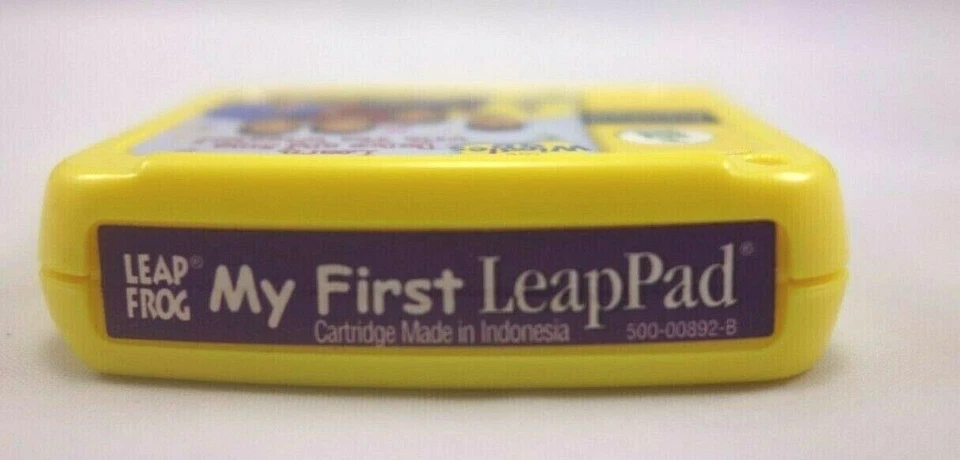 LEAP®
FROG
My First LeapPad®
Cartridge Made in Indonesia 500-00892-B